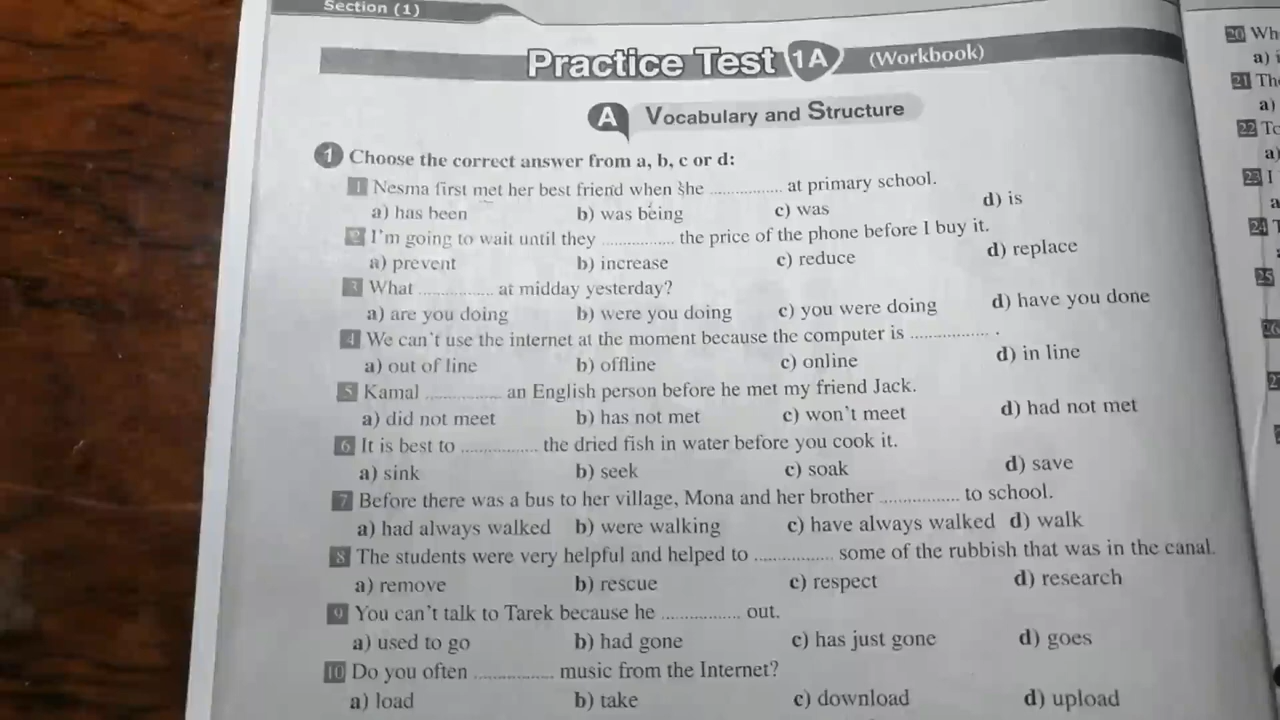 Section (1)
Practice Test 1A (Workbook)
A Vocabulary and Structure
1 Choose the correct answer from a, b, c or d:
1 Nesma first met her best friend when she ............... at primary school.
a) has been b) was being c) was d) is
2 I'm going to wait until they ............... the price of the phone before I buy it.
a) prevent b) increase c) reduce d) replace
3 What ............... at midday yesterday?
a) are you doing b) were you doing c) you were doing d) have you done
4 We can't use the internet at the moment because the computer is ............... .
a) out of line b) offline c) online d) in line
5 Kamal ............... an English person before he met my friend Jack.
a) did not meet b) has not met c) won't meet d) had not met
6 It is best to ............... the dried fish in water before you cook it.
a) sink b) seek c) soak d) save
7 Before there was a bus to her village, Mona and her brother ............... to school.
a) had always walked b) were walking c) have always walked d) walk
8 The students were very helpful and helped to ............... some of the rubbish that was in the canal.
a) remove b) rescue c) respect d) research
9 You can't talk to Tarek because he ............... out.
a) used to go b) had gone c) has just gone d) goes
10 Do you often ............... music from the Internet?
a) load b) take c) download d) upload
20 Wh
a)
21 Th
a)
22 To
a)
23 I
a
24
25